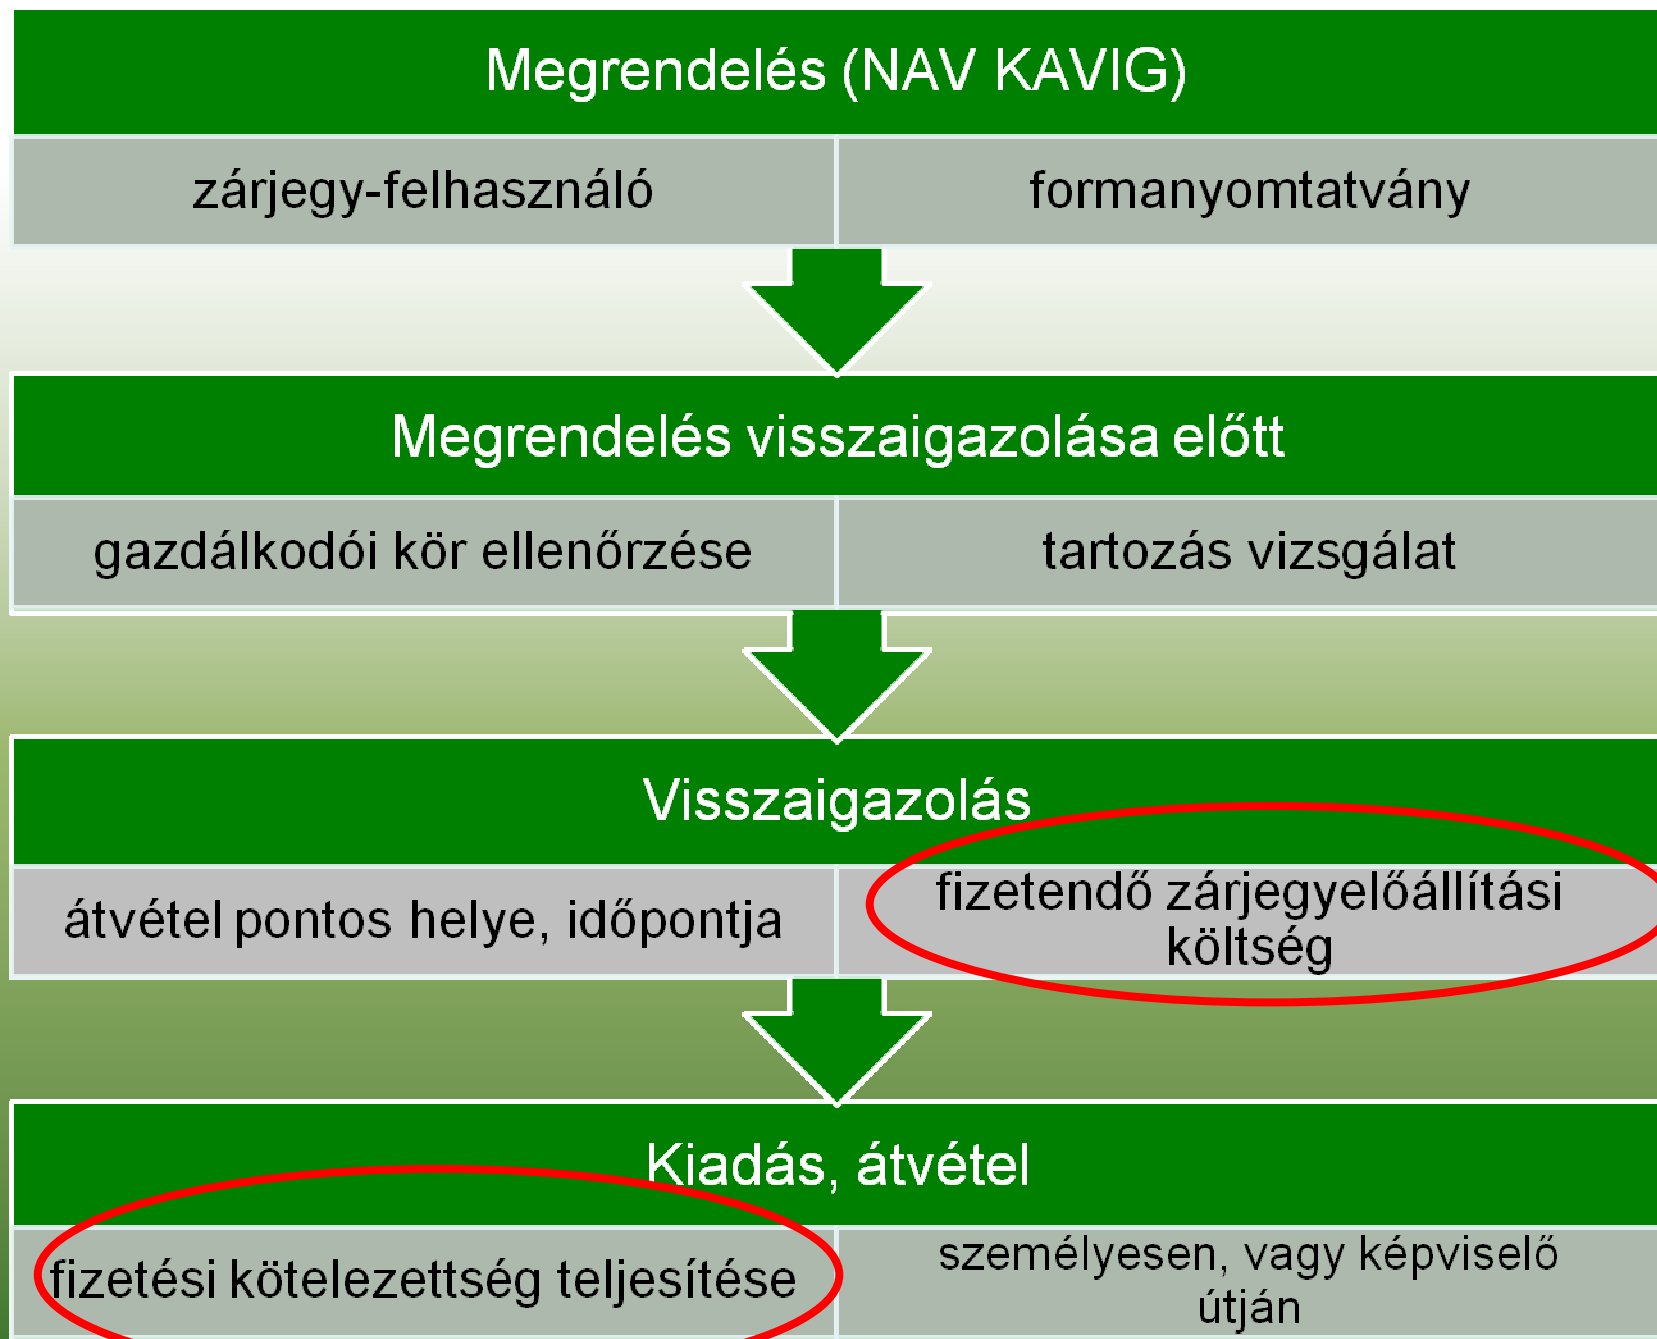 Megrendelés (NAV KAVIG)
zárjegy-felhasználó
formanyomtatvány
Megrendelés visszaigazolása előtt
gazdálkodói kör ellenőrzése
tartozás vizsgálat
Visszaigazolás
átvétel pontos helye, időpontja
fizetendő zárjegyelőállítási
költség
Kiadás, átvétel
fizetési kötelezettség teljesítése
személyesen, vagy képviselő
útján